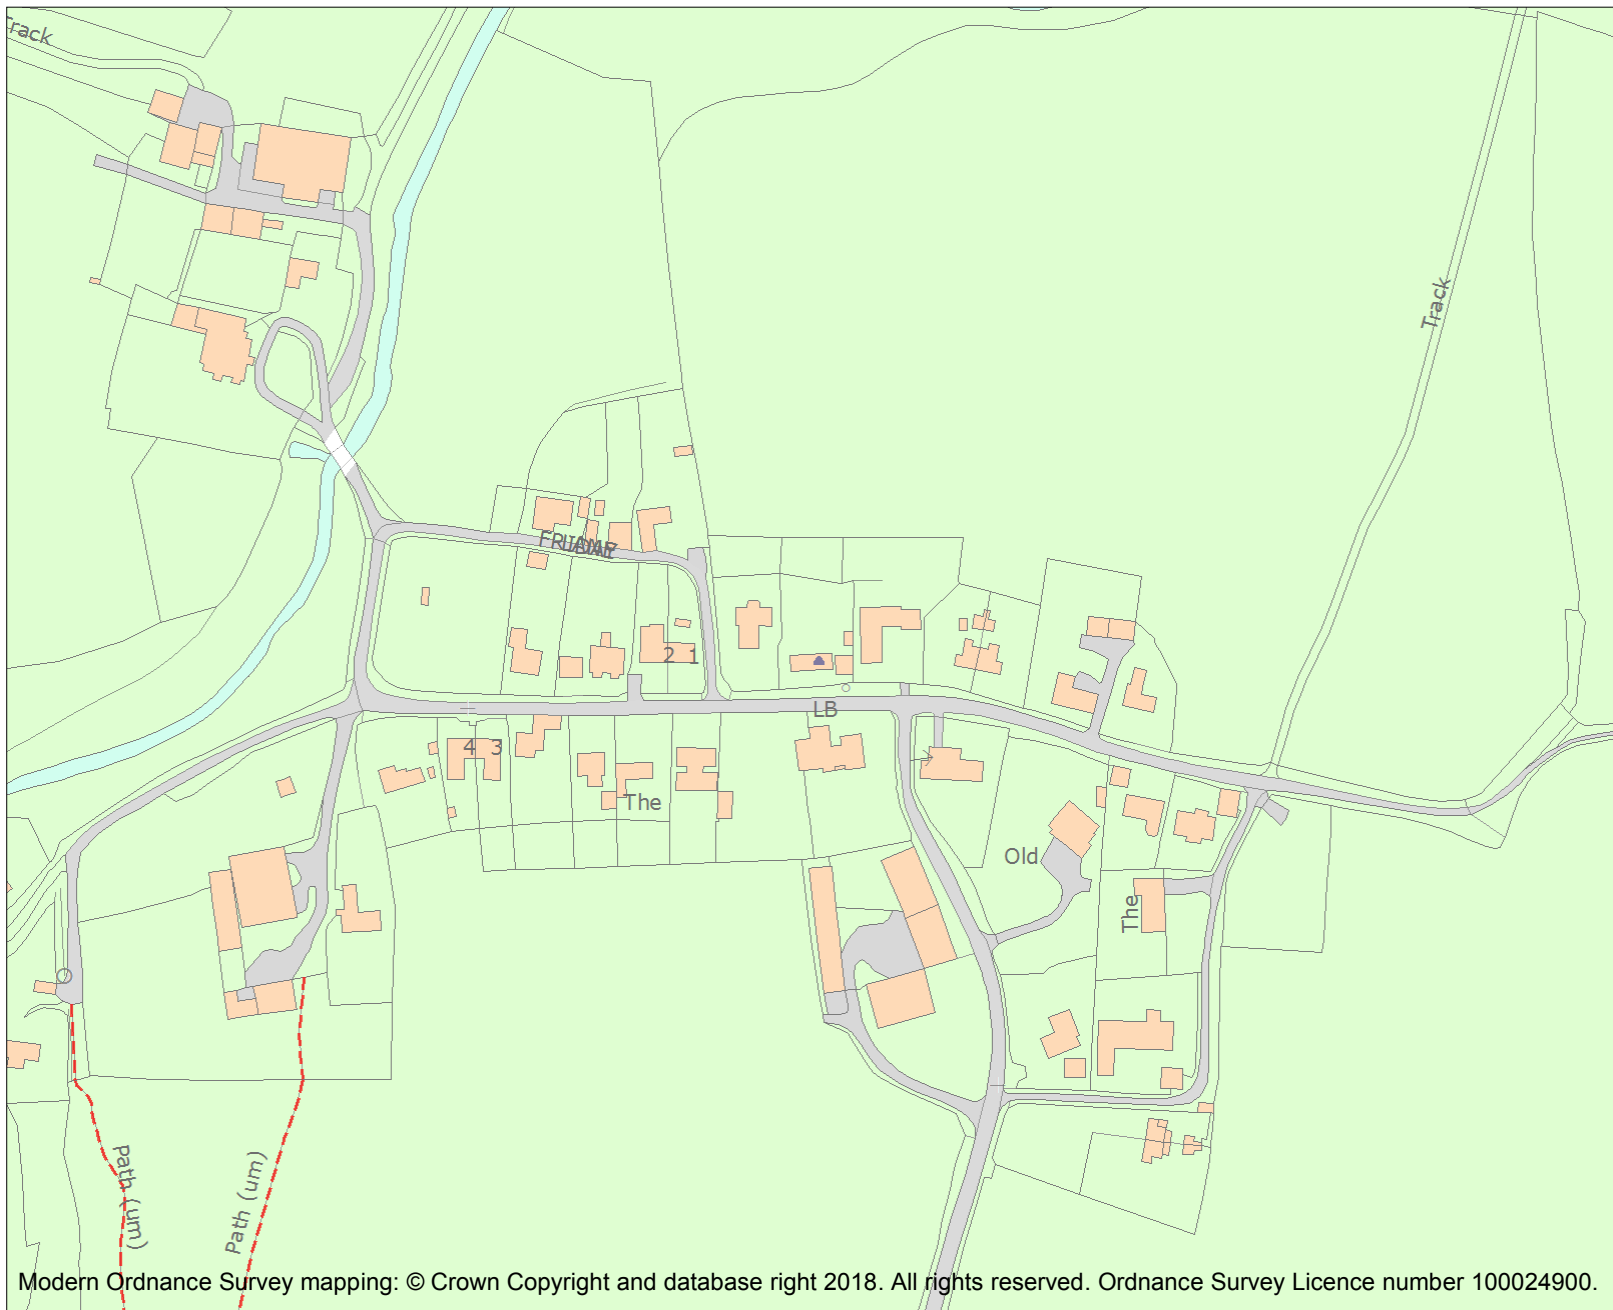 Track
Track
2 1
LB
4 3
The
Old
The
Path (um)
Path (um)
Modern Ordnance Survey mapping: © Crown Copyright and database right 2018. All rights reserved. Ordnance Survey Licence number 100024900.